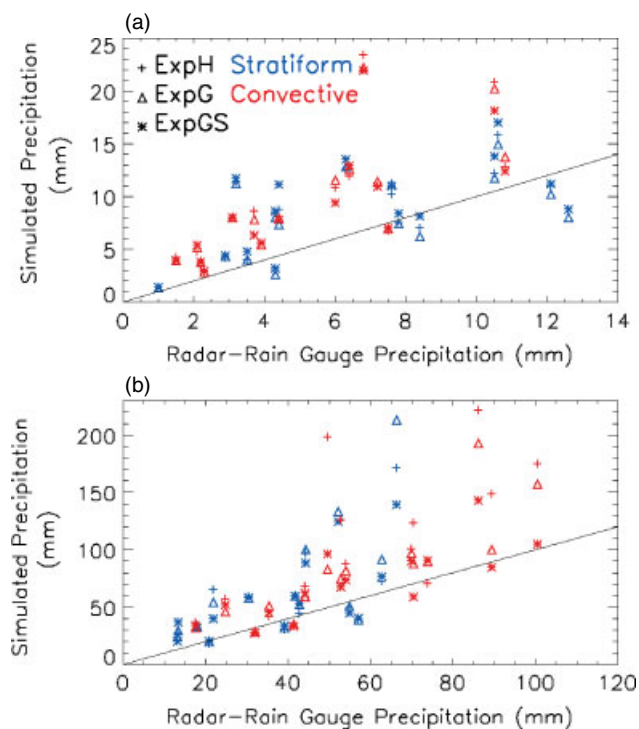 (a)
25
20
15
10
5
0
+ ExpH Stratiform
△ ExpG Convective
✳ ExpGS
Simulated Precipitation
(mm)
0 2 4 6 8 10 12 14
Radar-Rain Gauge Precipitation (mm)
(b)
200
150
100
50
0
Simulated Precipitation
(mm)
0 20 40 60 80 100 120
Radar-Rain Gauge Precipitation (mm)